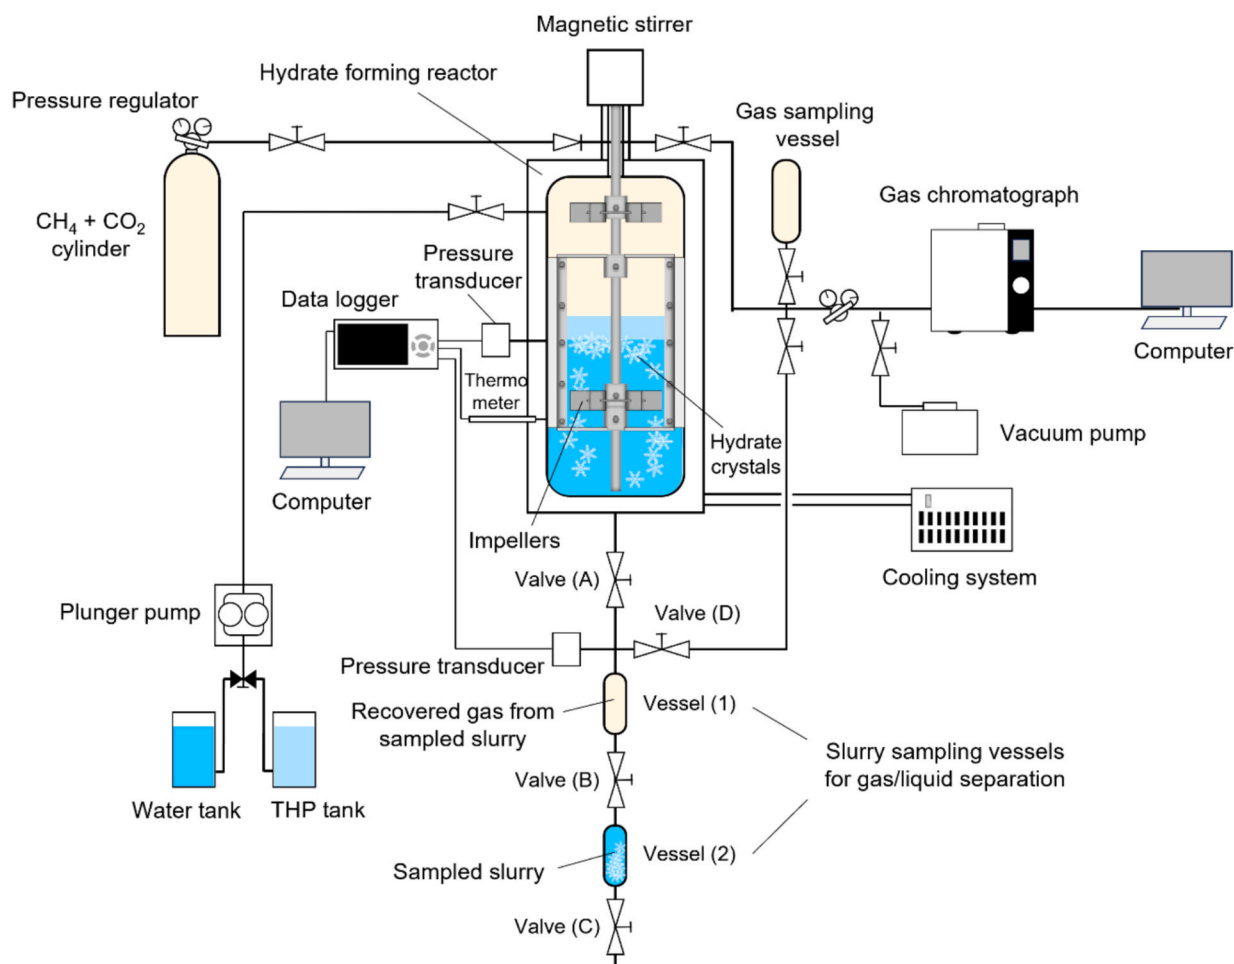 Magnetic stirrer
Hydrate forming reactor
Pressure regulator
Gas sampling
vessel
Gas chromatograph
CH₄ + CO₂
cylinder
Pressure
transducer
Data logger
Thermo
meter
Computer
Computer
Hydrate
crystals
Vacuum pump
Impellers
Cooling system
Valve (A)
Plunger pump
Valve (D)
Pressure transducer
Recovered gas from
sampled slurry
Vessel (1)
Slurry sampling vessels
for gas/liquid separation
Valve (B)
Water tank
THP tank
Vessel (2)
Sampled slurry
Valve (C)